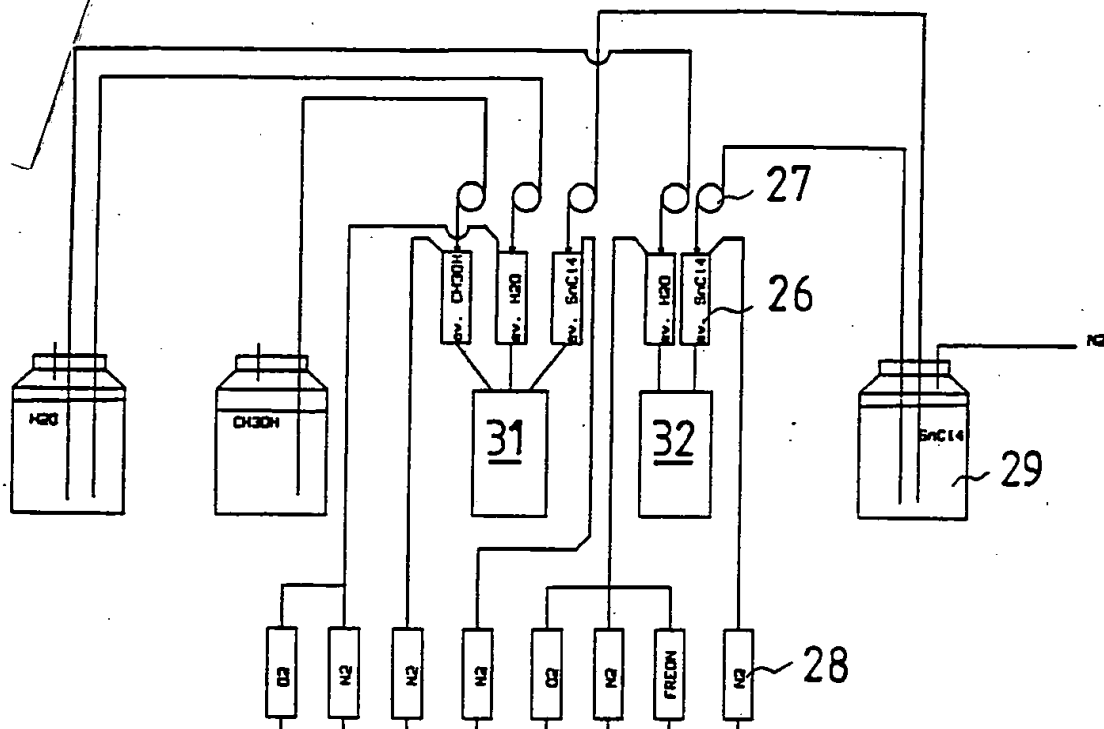 27
ev. CH3OH
ev. H2O
ev. SnCl4
ev. H2O
ev. SnCl4
26
N2
H2O
CH3OH
31
32
SnCl4
29
O2
N2
N2
N2
O2
N2
FREON
N2
28